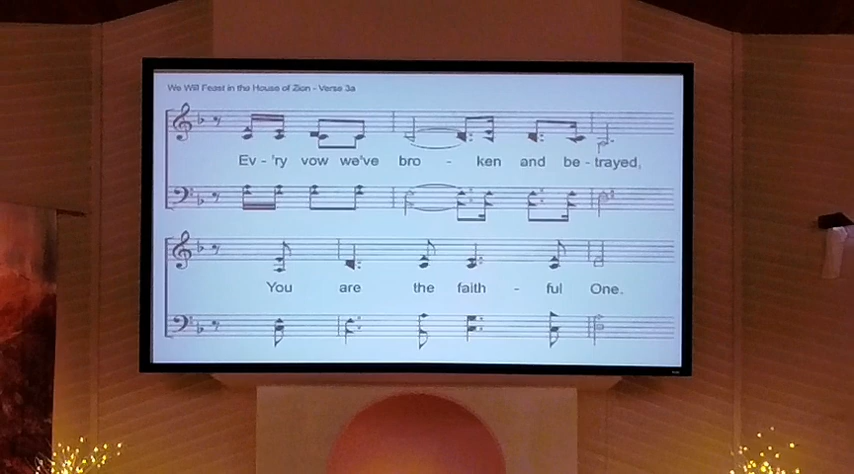 We Will Feast in the House of Zion - Verse 3a
Ev - 'ry vow we've bro - ken and be - trayed,
You are the faith - ful One.